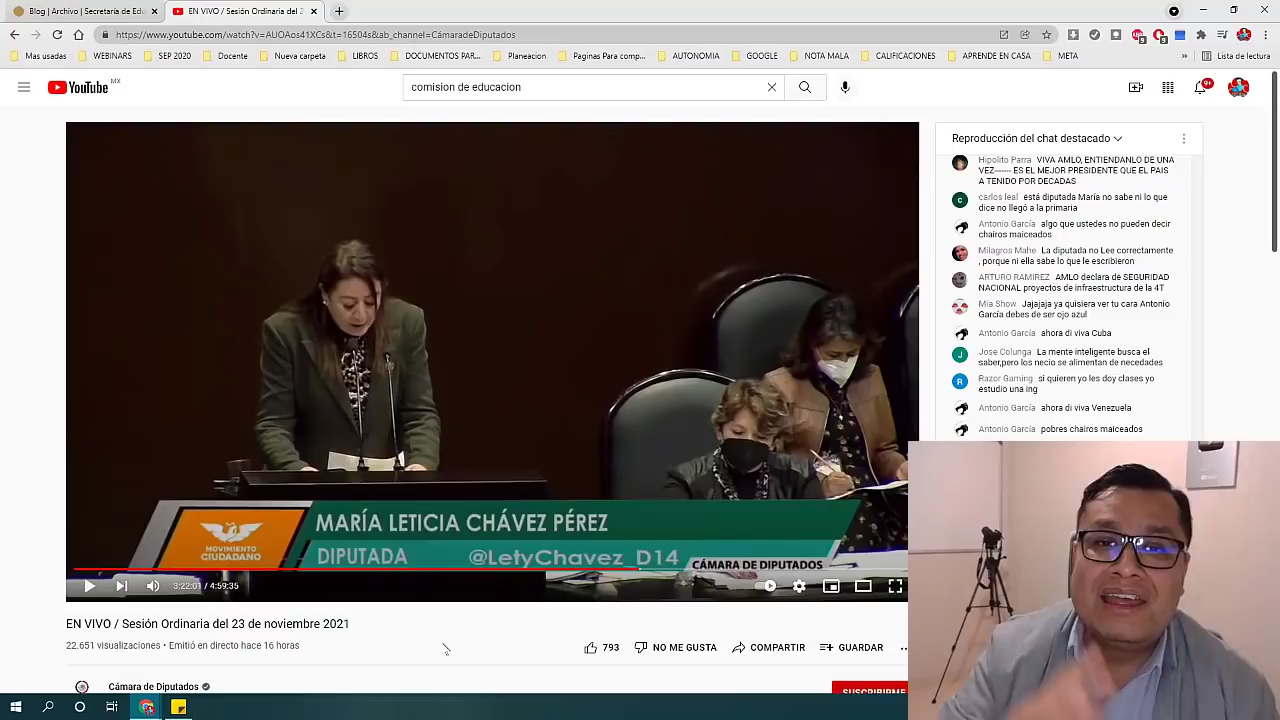 Blog | Archivo | Secretaría de Edu
EN VIVO / Sesión Ordinaria del 2
https://www.youtube.com/watch?v=AUOAos41XCs&t=16504s&ab_channel=CámaradeDiputados
Mas usadas
WEBINARS
SEP 2020
Docente
Nueva carpeta
LIBROS
DOCUMENTOS PAR...
Planeacion
Paginas Para comp...
AUTONOMIA
GOOGLE
NOTA MALA
CALIFICACIONES
APRENDE EN CASA
META
»
Lista de lectura
YouTube MX
comision de educacion
9+
Reproducción del chat destacado
Hipolito Parra VIVA AMLO, ENTIENDANLO DE UNA
VEZ------- ES EL MEJOR PRESIDENTE QUE EL PAIS
A TENIDO POR DECADAS
carlos leal ésta diputada María no sabe ni lo que
dice no llegó a la primaria
Antonio García algo que ustedes no pueden decir
chairos maiceados
Milagros Mahe La diputada no Lee correctamente
, porque ni ella sabe lo que le escribieron
ARTURO RAMIREZ AMLO declara de SEGURIDAD
NACIONAL proyectos de infraestructura de la 4T
Mia Show Jajajaja ya quisiera ver tu cara Antonio
García debes de ser ojo azul
Antonio García ahora di viva Cuba
Jose Colunga La mente inteligente busca el
saber,pero los necio se alimentan de necedades
Razor Gaming si quieren yo les doy clases yo
estudio una ing
Antonio García ahora di viva Venezuela
Antonio García pobres chairos maiceados
MOVIMIENTO
CIUDADANO
MARÍA LETICIA CHÁVEZ PÉREZ
DIPUTADA @LetyChavez_D14
CÁMARA DE DIPUTADOS
3:22:01 / 4:59:35
EN VIVO / Sesión Ordinaria del 23 de noviembre 2021
22.651 visualizaciones • Emitió en directo hace 16 horas
793
NO ME GUSTA
COMPARTIR
GUARDAR
...
Cámara de Diputados
SUSCRIBIRME